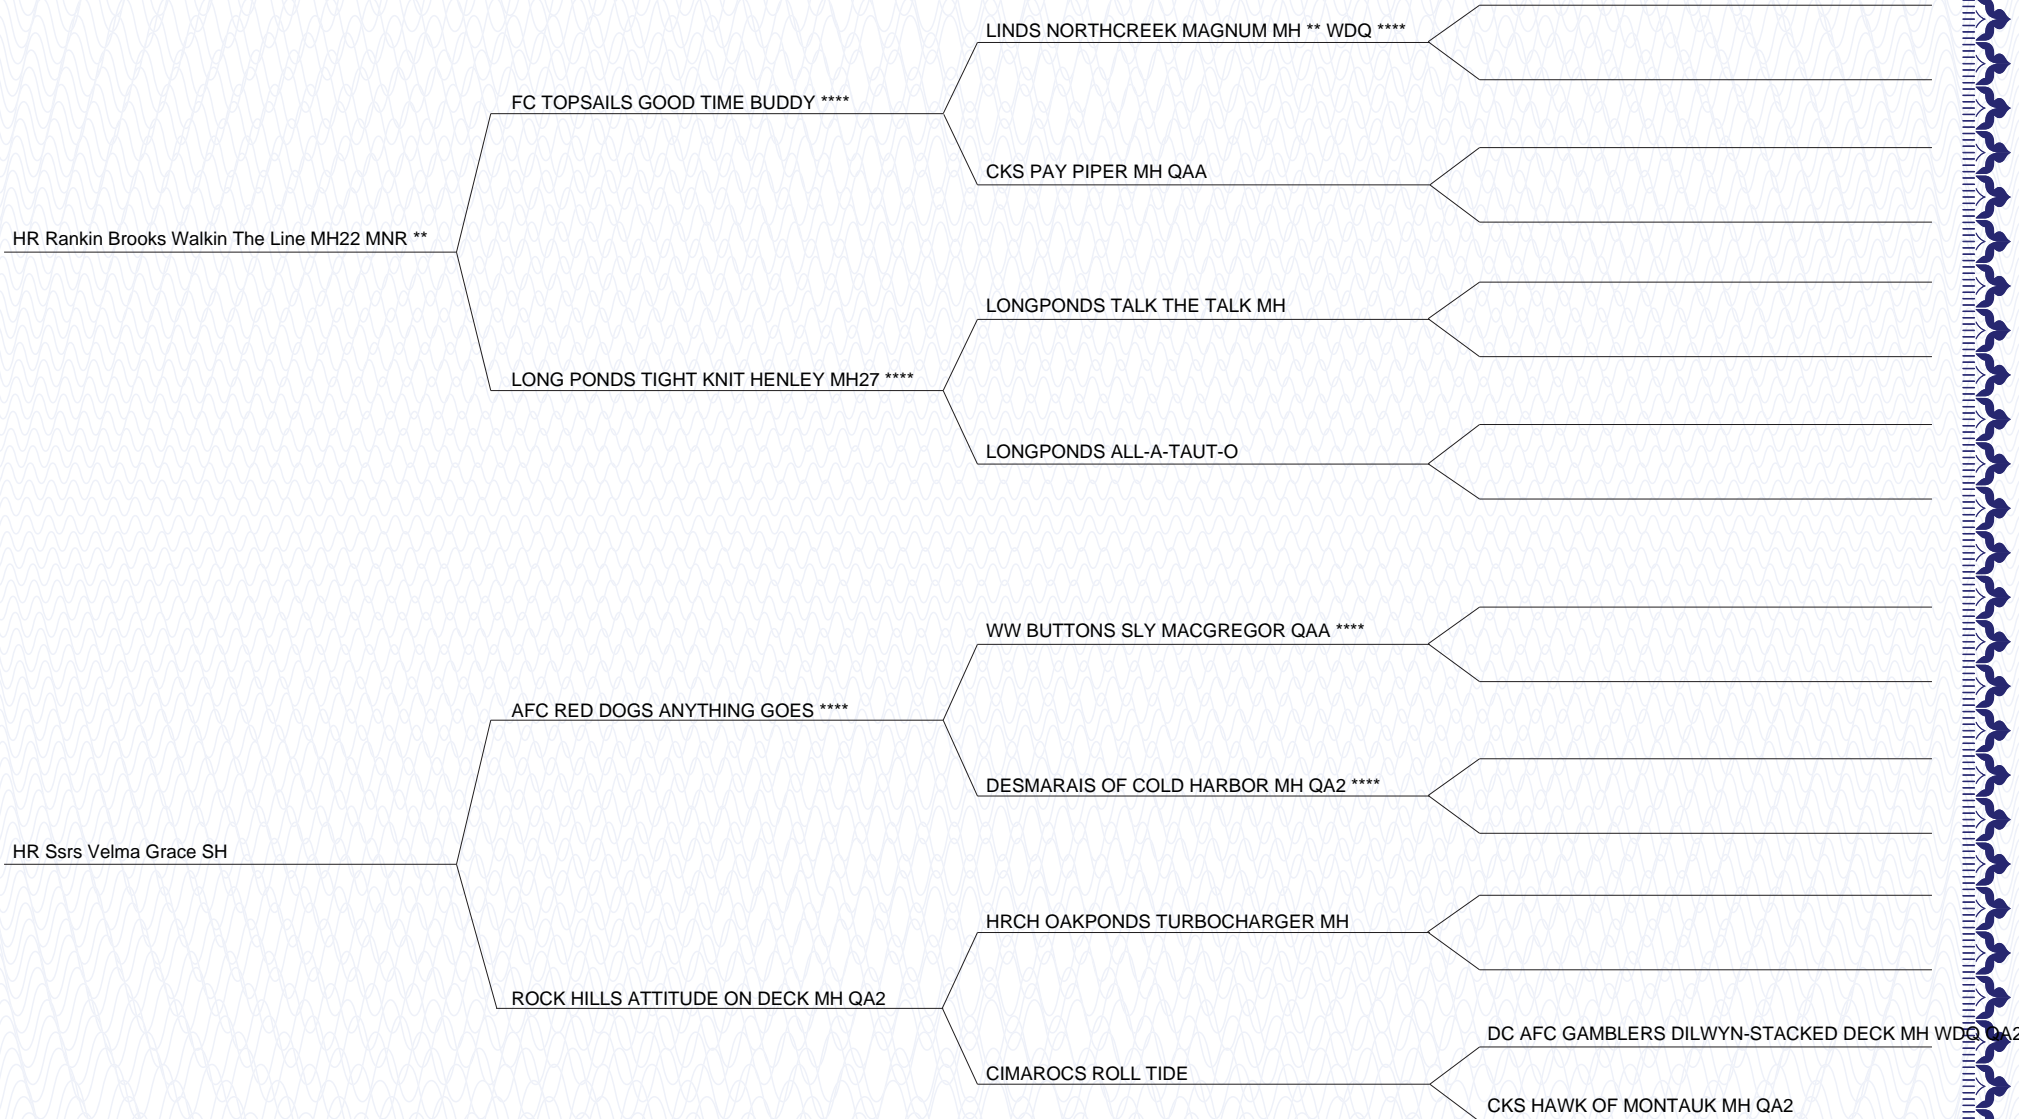 LINDS NORTHCREEK MAGNUM MH ** WDQ ****
FC TOPSAILS GOOD TIME BUDDY ****
CKS PAY PIPER MH QAA
HR Rankin Brooks Walkin The Line MH22 MNR **
LONGPONDS TALK THE TALK MH
LONG PONDS TIGHT KNIT HENLEY MH27 ****
LONGPONDS ALL-A-TAUT-O
WW BUTTONS SLY MACGREGOR QAA ****
AFC RED DOGS ANYTHING GOES ****
DESMARAIS OF COLD HARBOR MH QA2 ****
HR Ssrs Velma Grace SH
HRCH OAKPONDS TURBOCHARGER MH
ROCK HILLS ATTITUDE ON DECK MH QA2
DC AFC GAMBLERS DILWYN-STACKED DECK MH WDQ QA2
CIMAROCS ROLL TIDE
CKS HAWK OF MONTAUK MH QA2